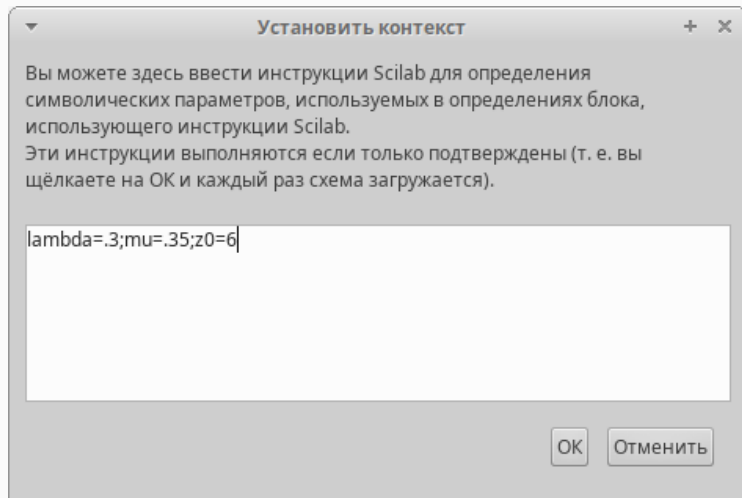 Установить контекст
Вы можете здесь ввести инструкции Scilab для определения
символических параметров, используемых в определениях блока,
использующего инструкции Scilab.
Эти инструкции выполняются если только подтверждены (т. е. вы
щёлкаете на ОК и каждый раз схема загружается).
lambda=.3;mu=.35;z0=6
ОК Отменить